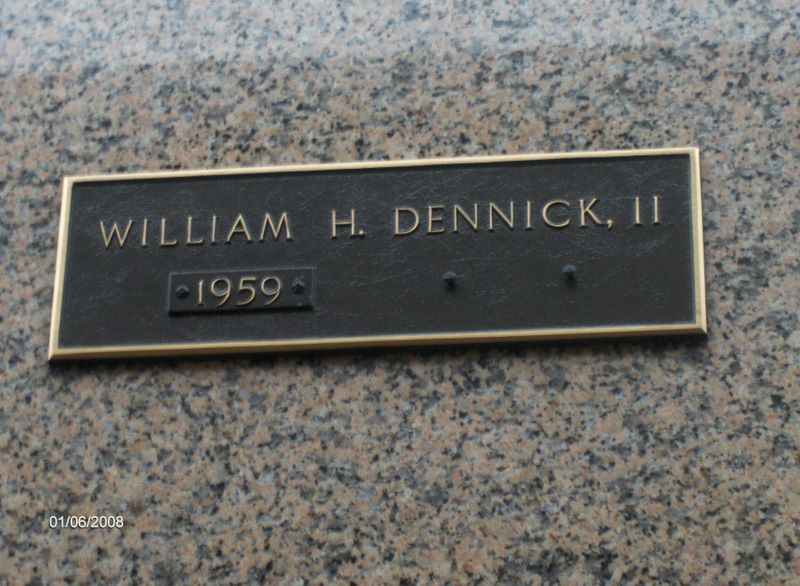 WILLIAM H. DENNICK, II
1959
01/06/2008